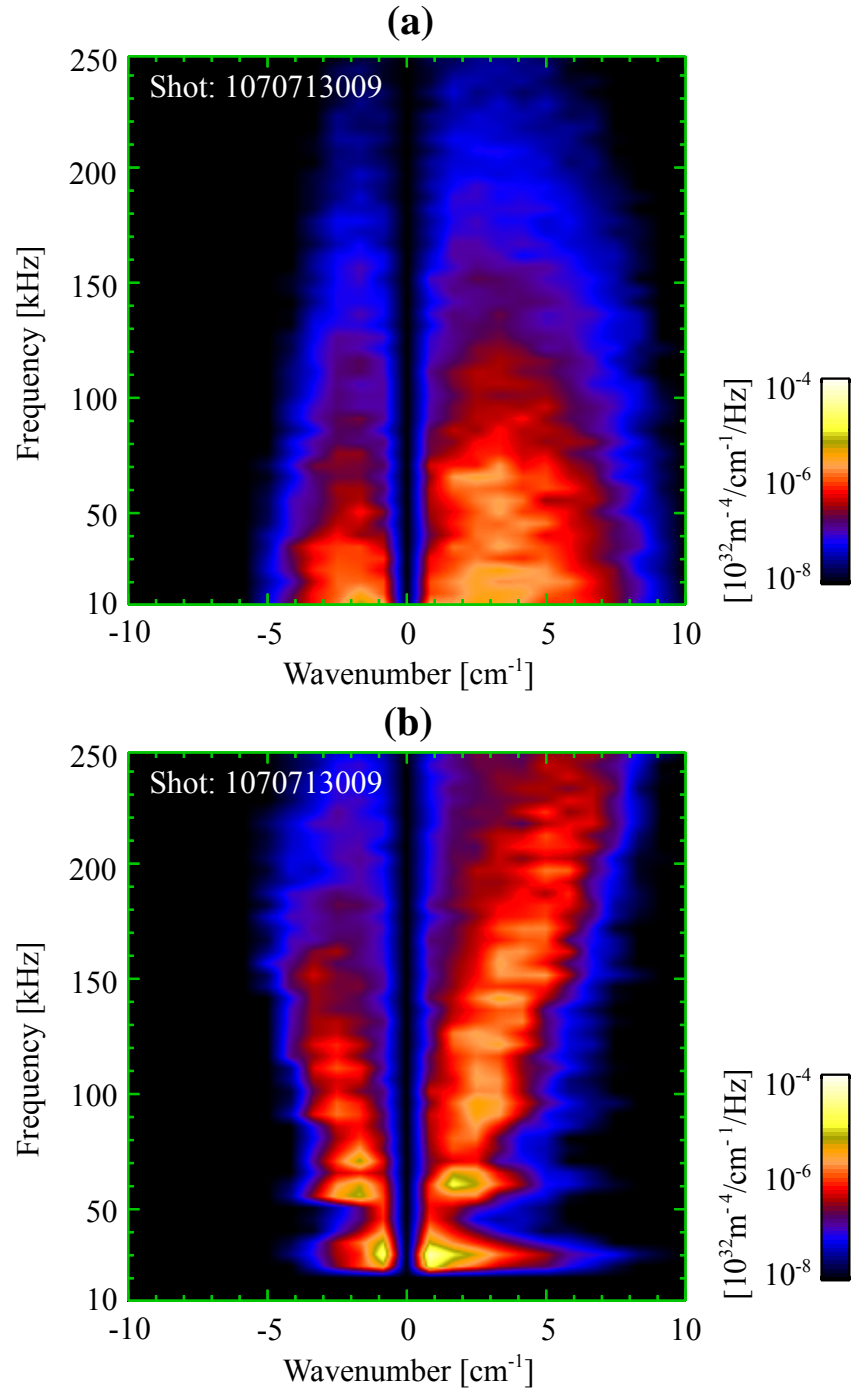 (a)
Shot: 1070713009
250
200
150
100
50
10
Frequency [kHz]
-10 -5 0 5 10
Wavenumber [cm⁻¹]
10⁻⁴
10⁻⁶
10⁻⁸
[10³²m⁻⁴/cm⁻¹/Hz]
(b)
Shot: 1070713009
250
200
150
100
50
10
Frequency [kHz]
-10 -5 0 5 10
Wavenumber [cm⁻¹]
10⁻⁴
10⁻⁶
10⁻⁸
[10³²m⁻⁴/cm⁻¹/Hz]